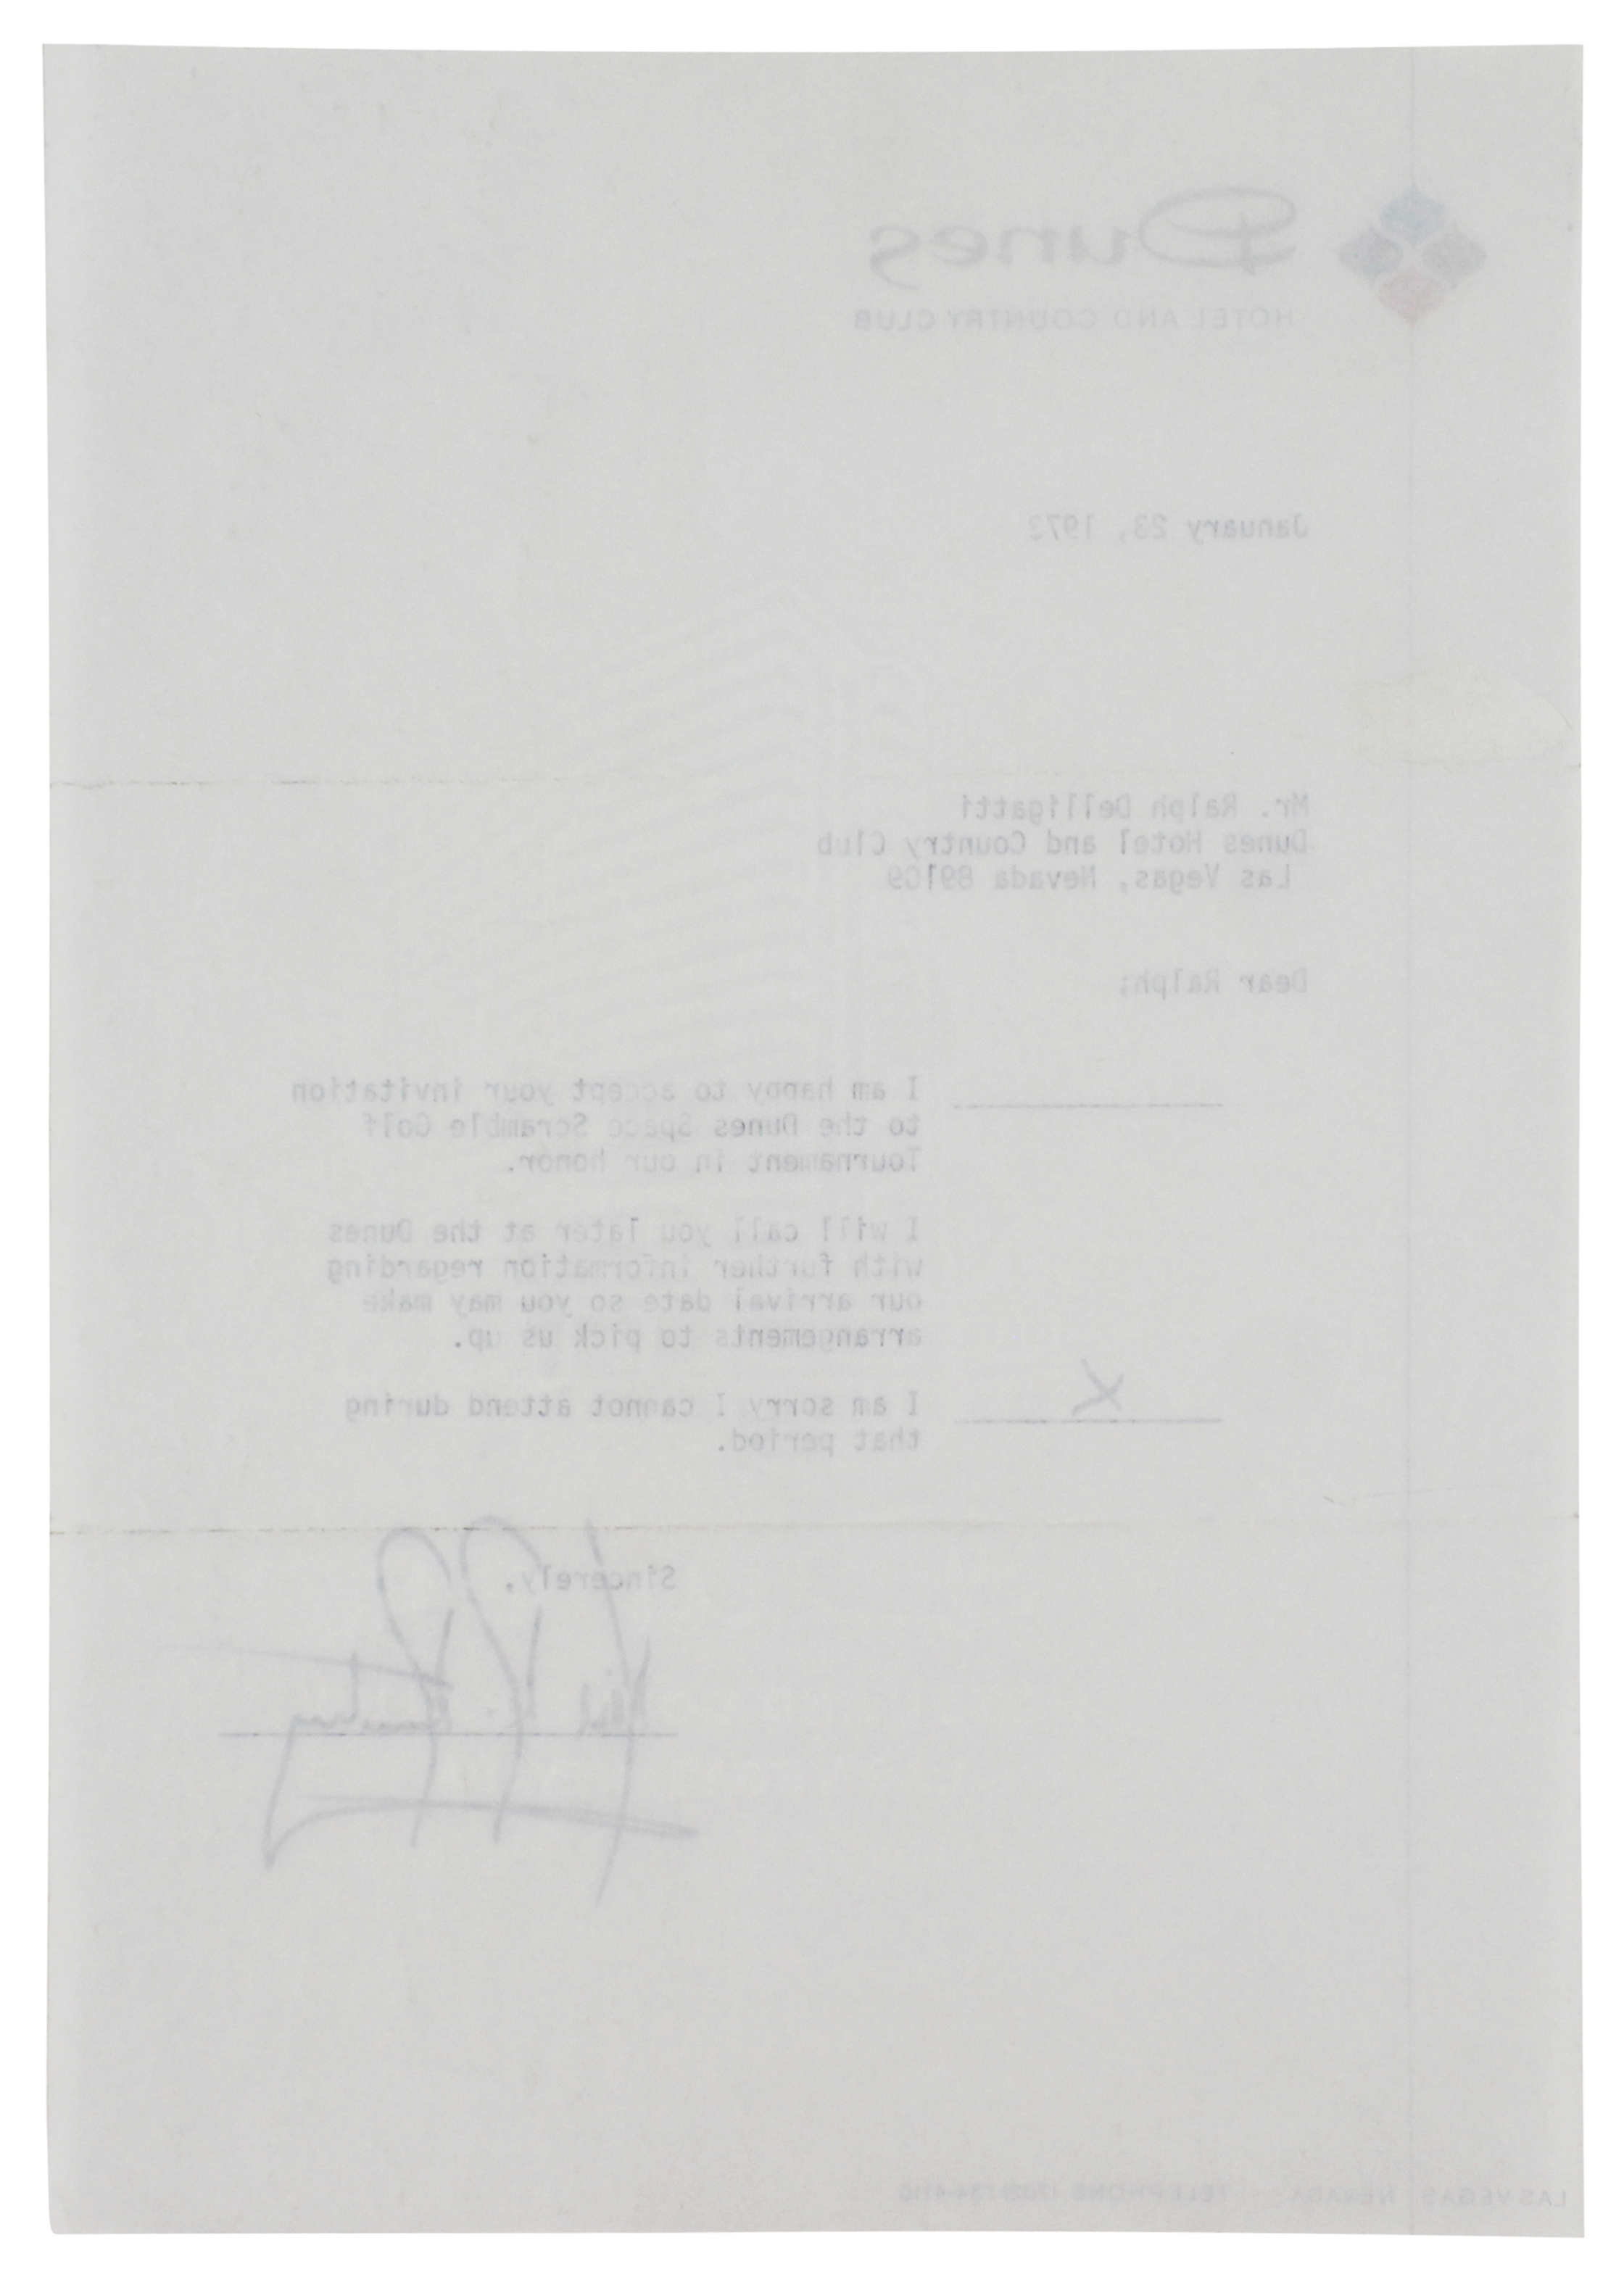 Dunes
HOTEL AND COUNTRY CLUB
January 23, 1973
Mr. Ralph Delligatti
Dunes Hotel and Country Club
Las Vegas, Nevada 89109
Dear Ralph;
I am happy to accept your invitation
to the Dunes Space Scramble Golf
Tournament in our honor.
I will call you later at the Dunes
with further information regarding
our arrival date so you may make
arrangements to pick us up.
X
I am sorry I cannot attend during
that period.
Sincerely,
Neil A. Armstrong
LAS VEGAS NEVADA - TELEPHONE